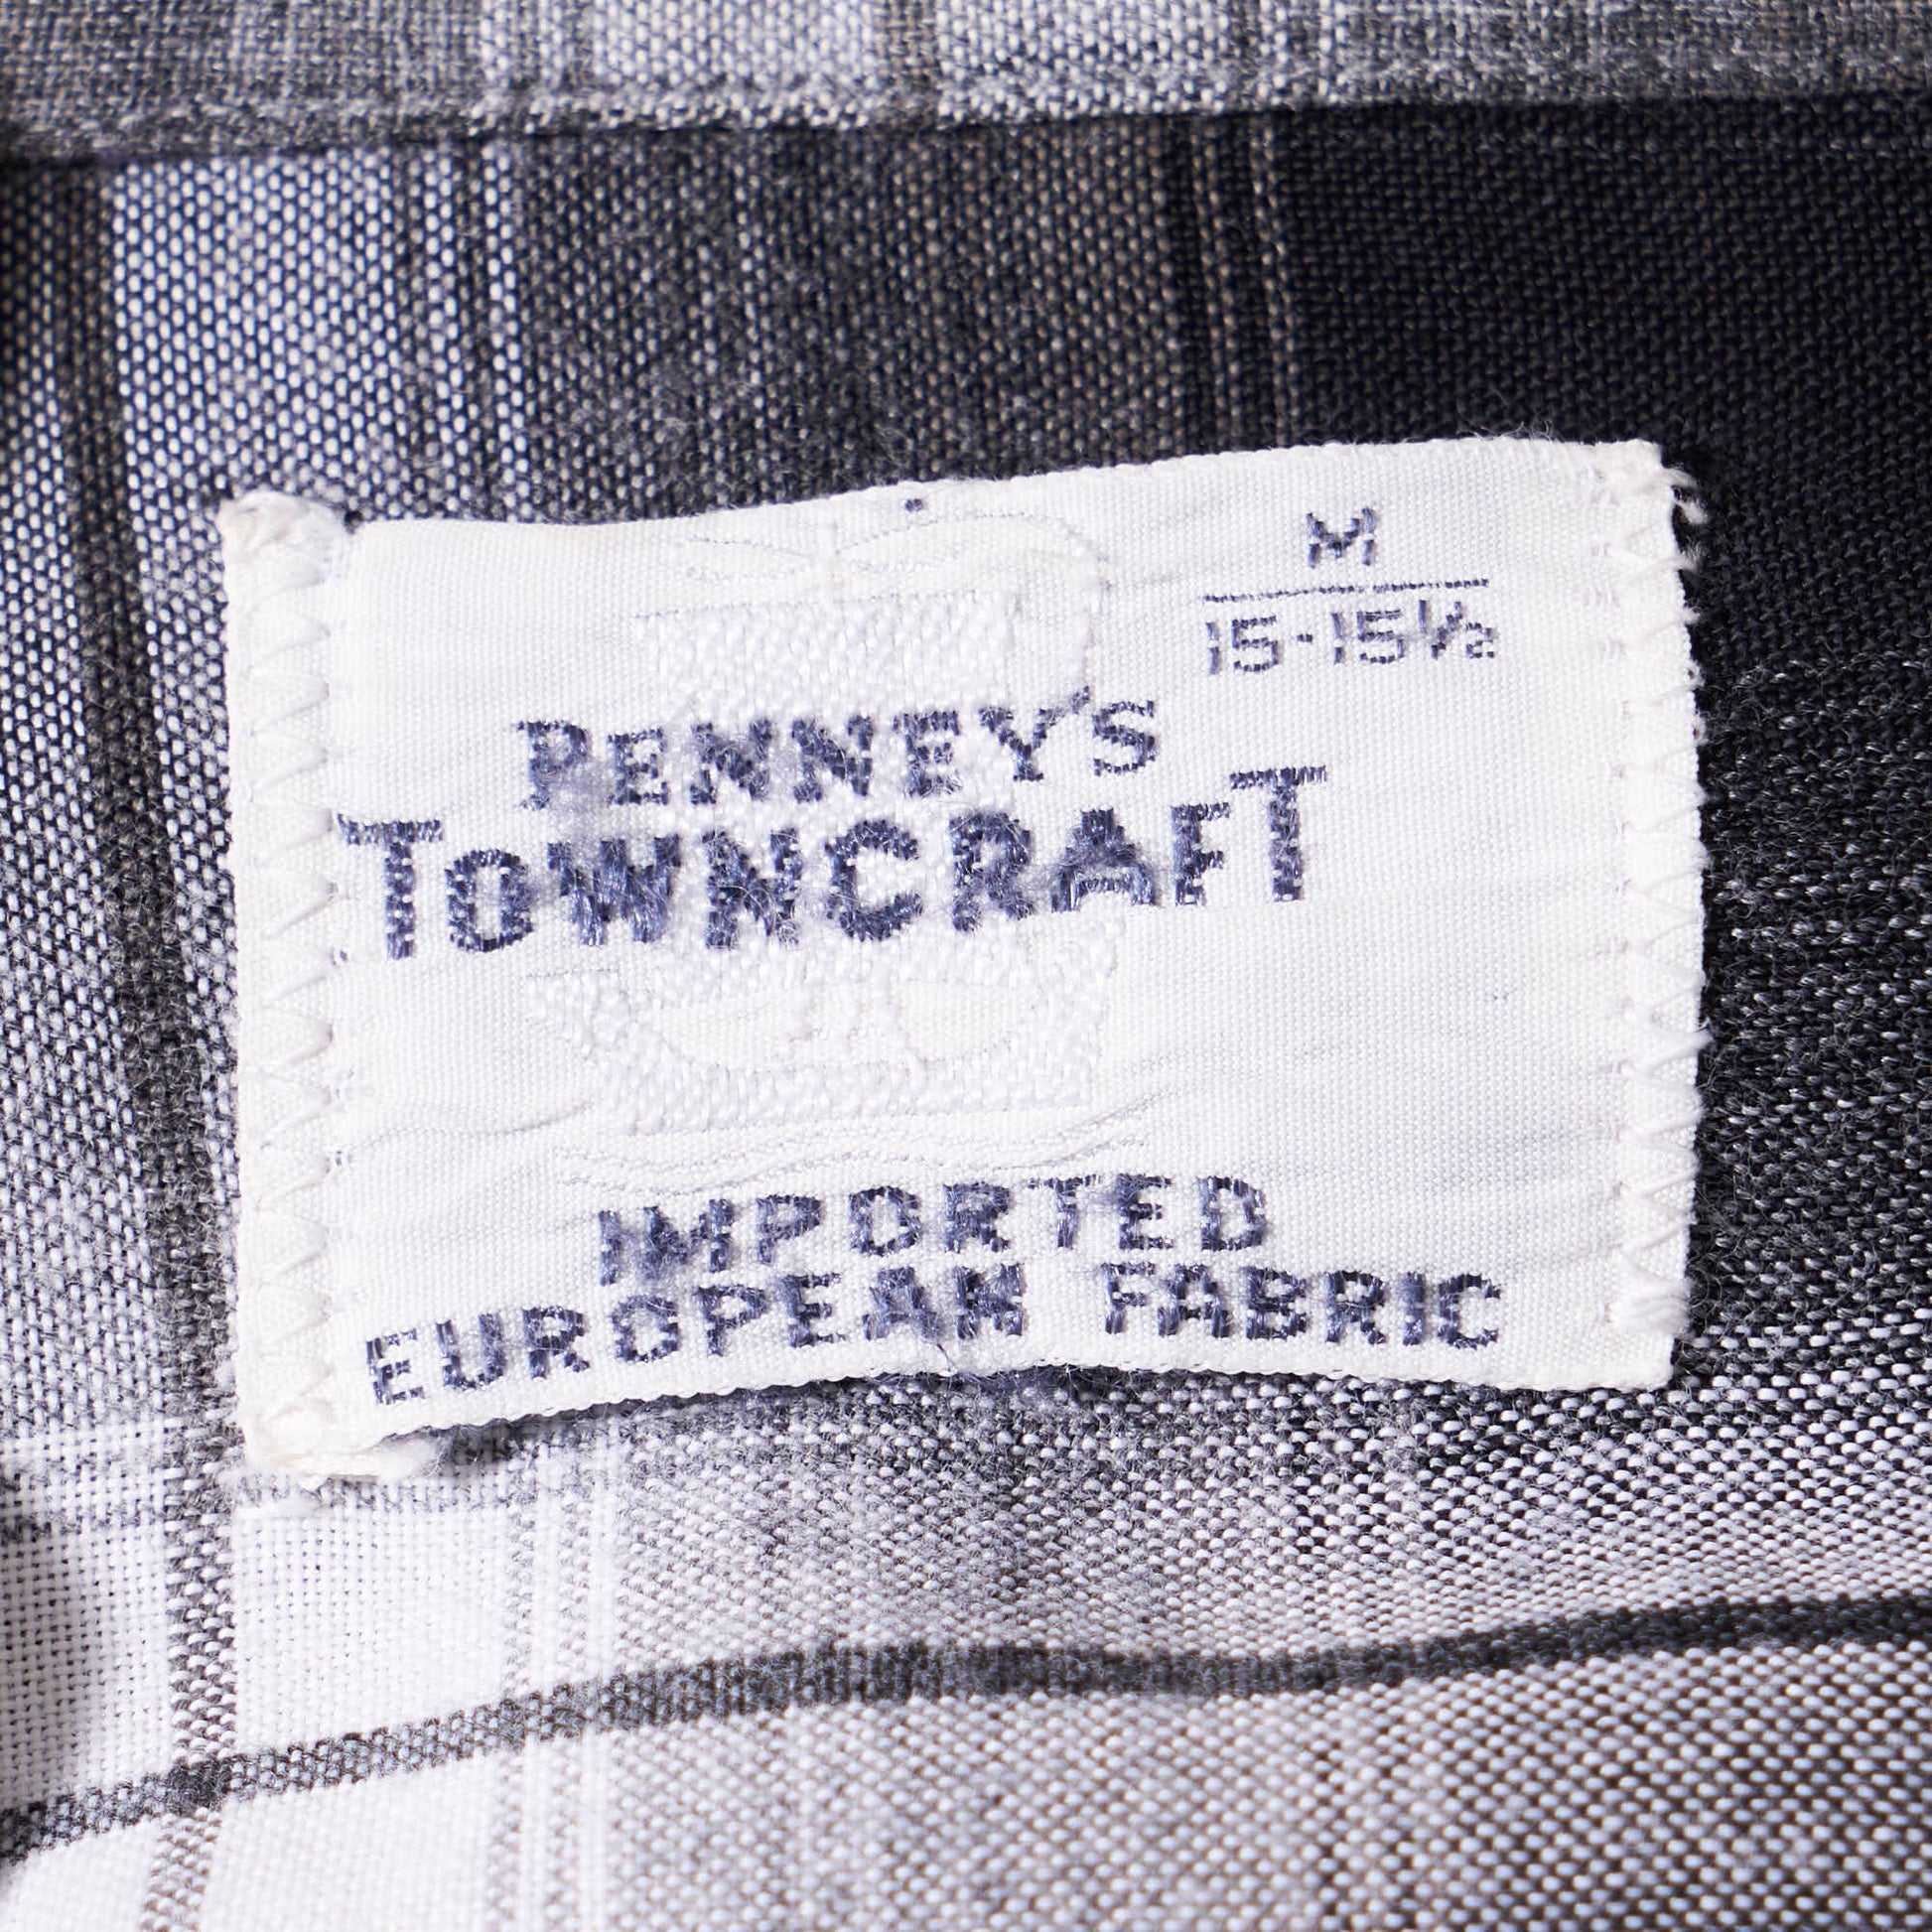 M
15-15½
PENNEY'S
TOWNCRAFT
IMPORTED
EUROPEAN FABRIC